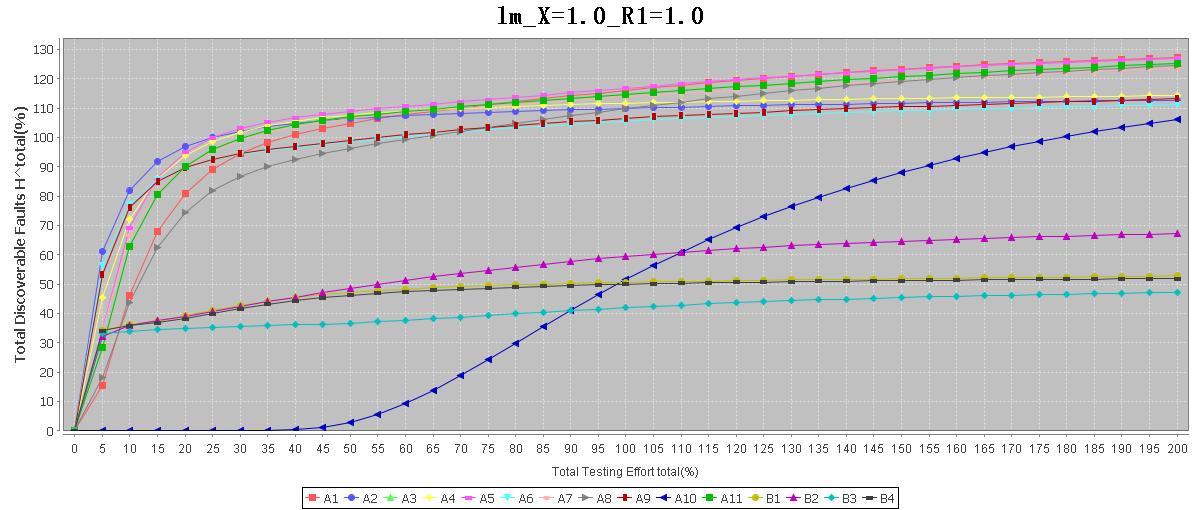 lm_X=1.0_R1=1.0
Total Discoverable Faults H^total(%)
130
120
110
100
90
80
70
60
50
40
30
20
10
0
0 5 10 15 20 25 30 35 40 45 50 55 60 65 70 75 80 85 90 95 100 105 110 115 120 125 130 135 140 145 150 155 160 165 170 175 180 185 190 195 200
Total Testing Effort total(%)
A1 A2 A3 A4 A5 A6 A7 A8 A9 A10 A11 B1 B2 B3 B4